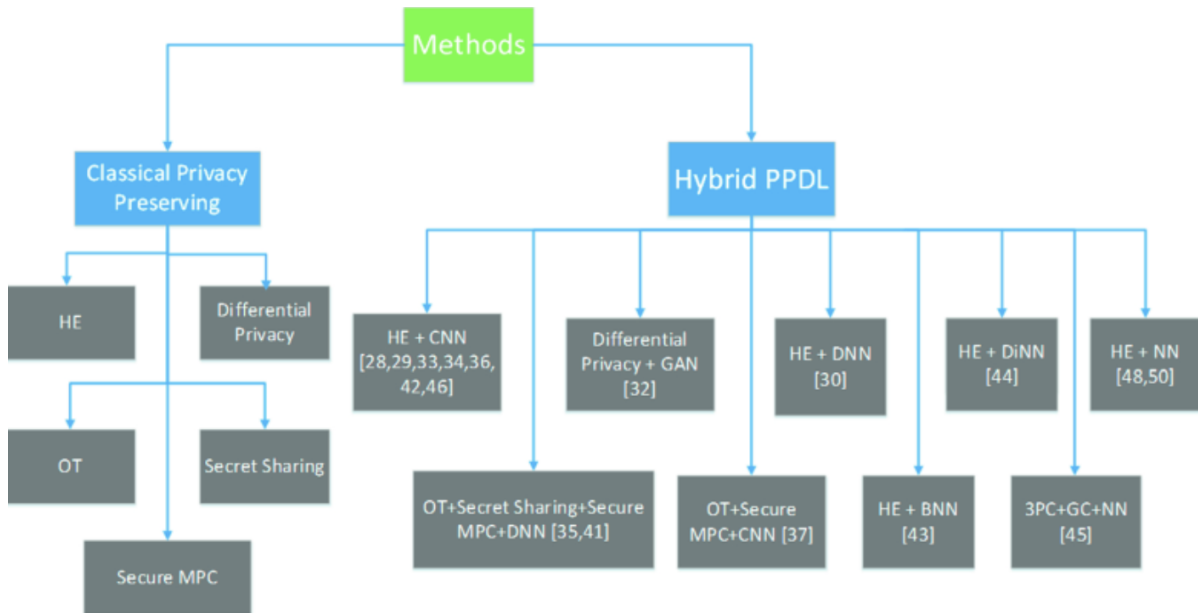 Methods
Classical Privacy
Preserving
Hybrid PPDL
HE
Differential
Privacy
OT
Secret Sharing
Secure MPC
HE + CNN
[28,29,33,34,36,
42,46]
Differential
Privacy + GAN
[32]
HE + DNN
[30]
HE + DiNN
[44]
HE + NN
[48,50]
OT+Secret Sharing+Secure
MPC+DNN [35,41]
OT+Secure
MPC+CNN [37]
HE + BNN
[43]
3PC+GC+NN
[45]